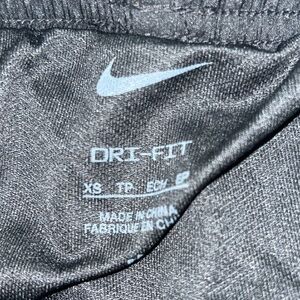 DRI-FIT
XS TP ECH EP
MADE IN CHINA
FABRIQUE EN